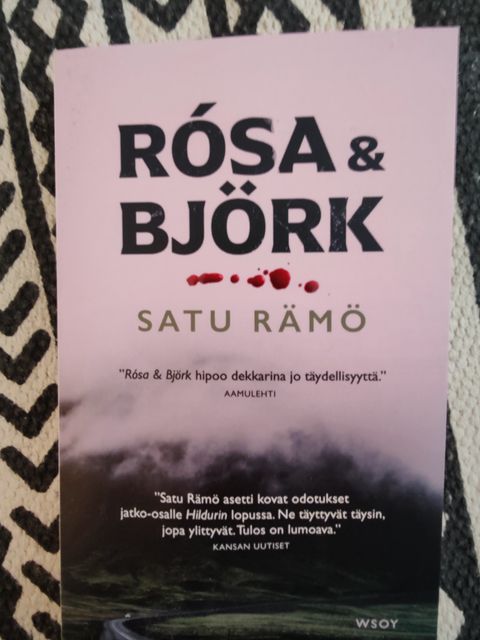 RÓSA &
BJÖRK
SATU RÄMÖ
"Rósa & Björk hipoo dekkarina jo täydellisyyttä."
AAMULEHTI
"Satu Rämö asetti kovat odotukset
jatko-osalle Hildurin lopussa. Ne täyttyvät täysin,
jopa ylittyvät. Tulos on lumoava."
KANSAN UUTISET
WSOY